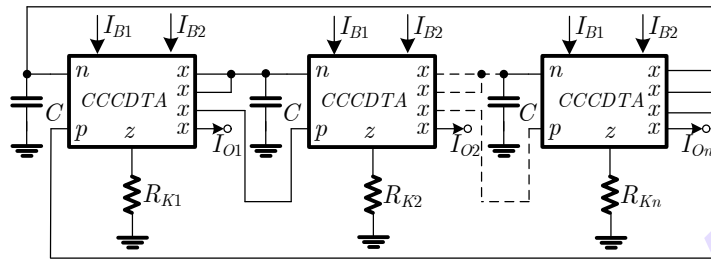 I_{B1} I_{B2} I_{B1} I_{B2} I_{B1} I_{B2}
n x n x n x
CCCDTA x CCCDTA x CCCDTA x
C x C x C x
p z x p z x p z x
I_{O1} I_{O2} I_{On}
R_{K1} R_{K2} R_{Kn}